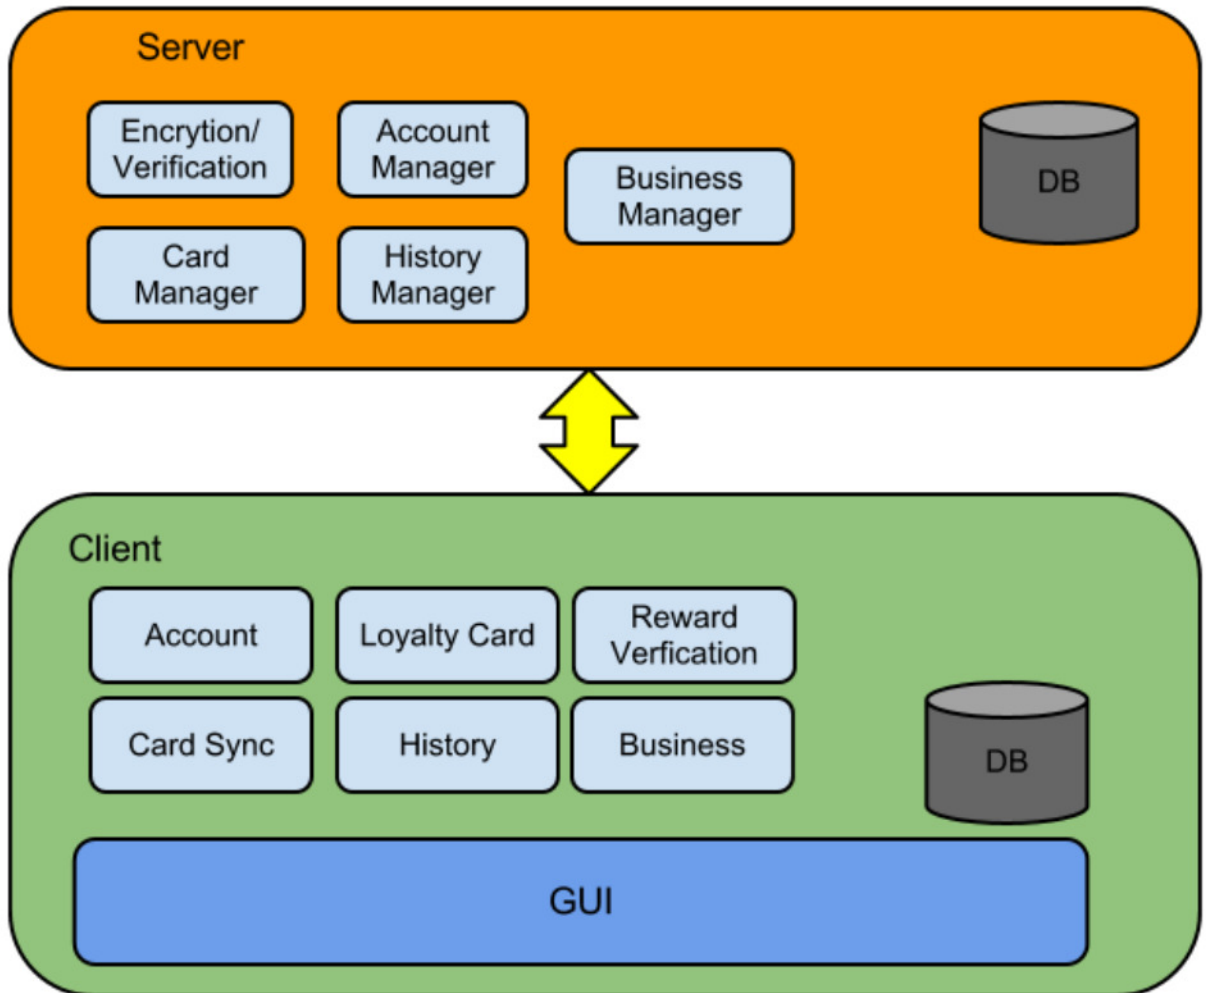 Server
Encrytion/
Verification
Account
Manager
Business
Manager
DB
Card
Manager
History
Manager
Client
Account
Loyalty Card
Reward
Verfication
Card Sync
History
Business
DB
GUI